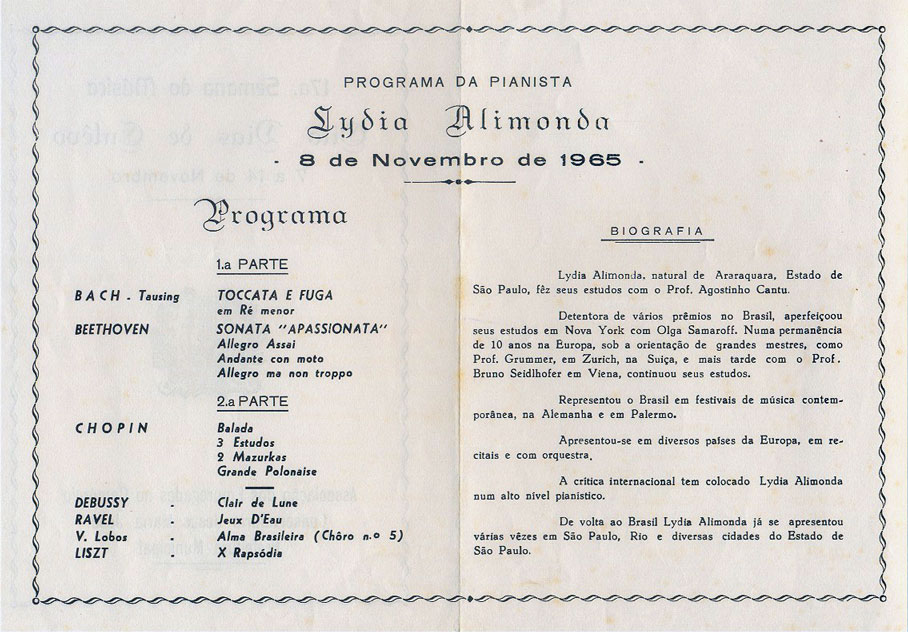 PROGRAMA DA PIANISTA
Lydia Alimonda
- 8 de Novembro de 1965 -
Programa
1.a PARTE
BACH - Tausing TOCCATA E FUGA
em Ré menor
BEETHOVEN SONATA "APASSIONATA"
Allegro Assai
Andante con moto
Allegro ma non troppo
2.a PARTE
CHOPIN Balada
3 Estudos
2 Mazurkas
Grande Polonaise
DEBUSSY - Clair de Lune
RAVEL - Jeux D'Eau
V. Lobos - Alma Brasileira (Chôro n.o 5)
LISZT - X Rapsódia
BIOGRAFIA
Lydia Alimonda, natural de Araraquara, Estado de
São Paulo, fêz seus estudos com o Prof. Agostinho Cantu.
Detentora de vários prêmios no Brasil, aperfeiçoou
seus estudos em Nova York com Olga Samaroff. Numa permanência
de 10 anos na Europa, sob a orientação de grandes mestres, como
Prof. Grummer, em Zurich, na Suiça, e mais tarde com o Prof.
Bruno Seidlhofer em Viena, continuou seus estudos.
Representou o Brasil em festivais de música contem-
porânea, na Alemanha e em Palermo.
Apresentou-se em diversos países da Europa, em re-
citais e com orquestra.
A crítica internacional tem colocado Lydia Alimonda
num alto nível pianístico.
De volta ao Brasil Lydia Alimonda já se apresentou
várias vêzes em São Paulo, Rio e diversas cidades do Estado de
São Paulo.